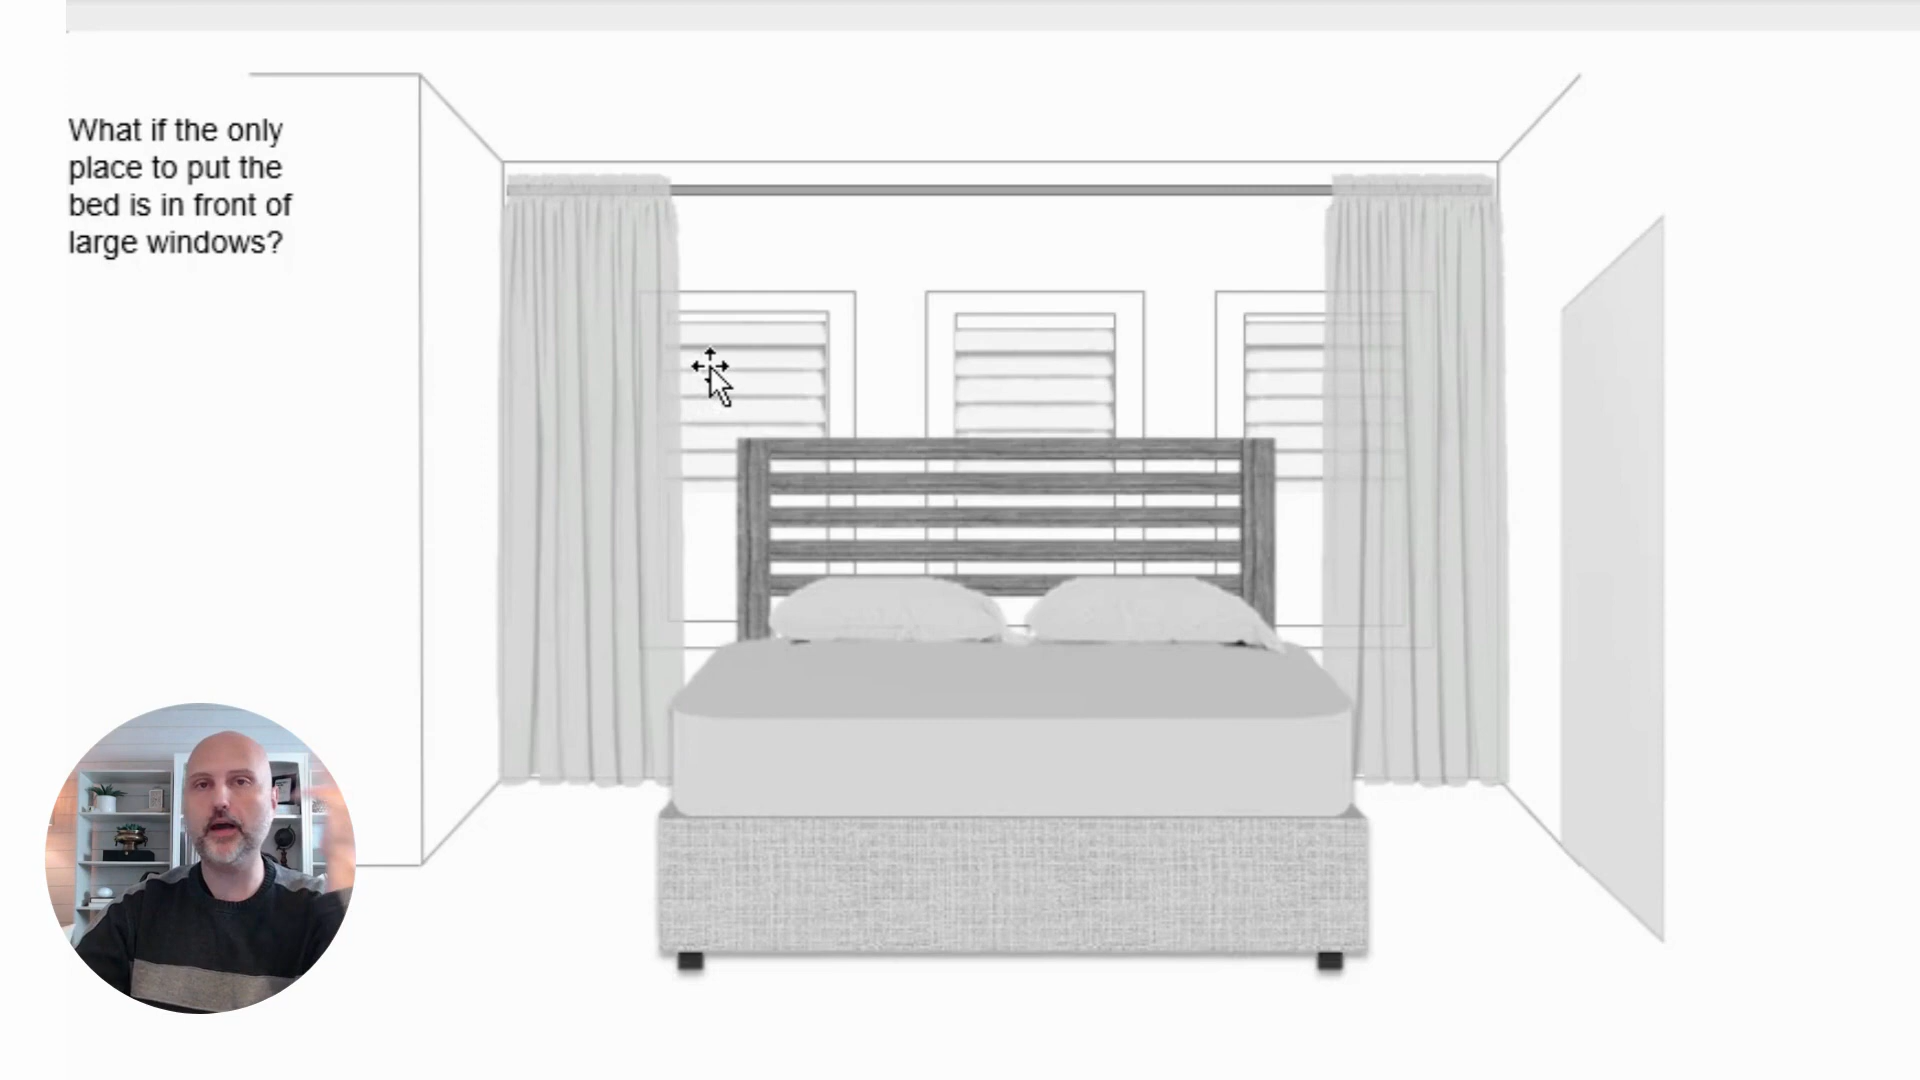 What if the only
place to put the
bed is in front of
large windows?